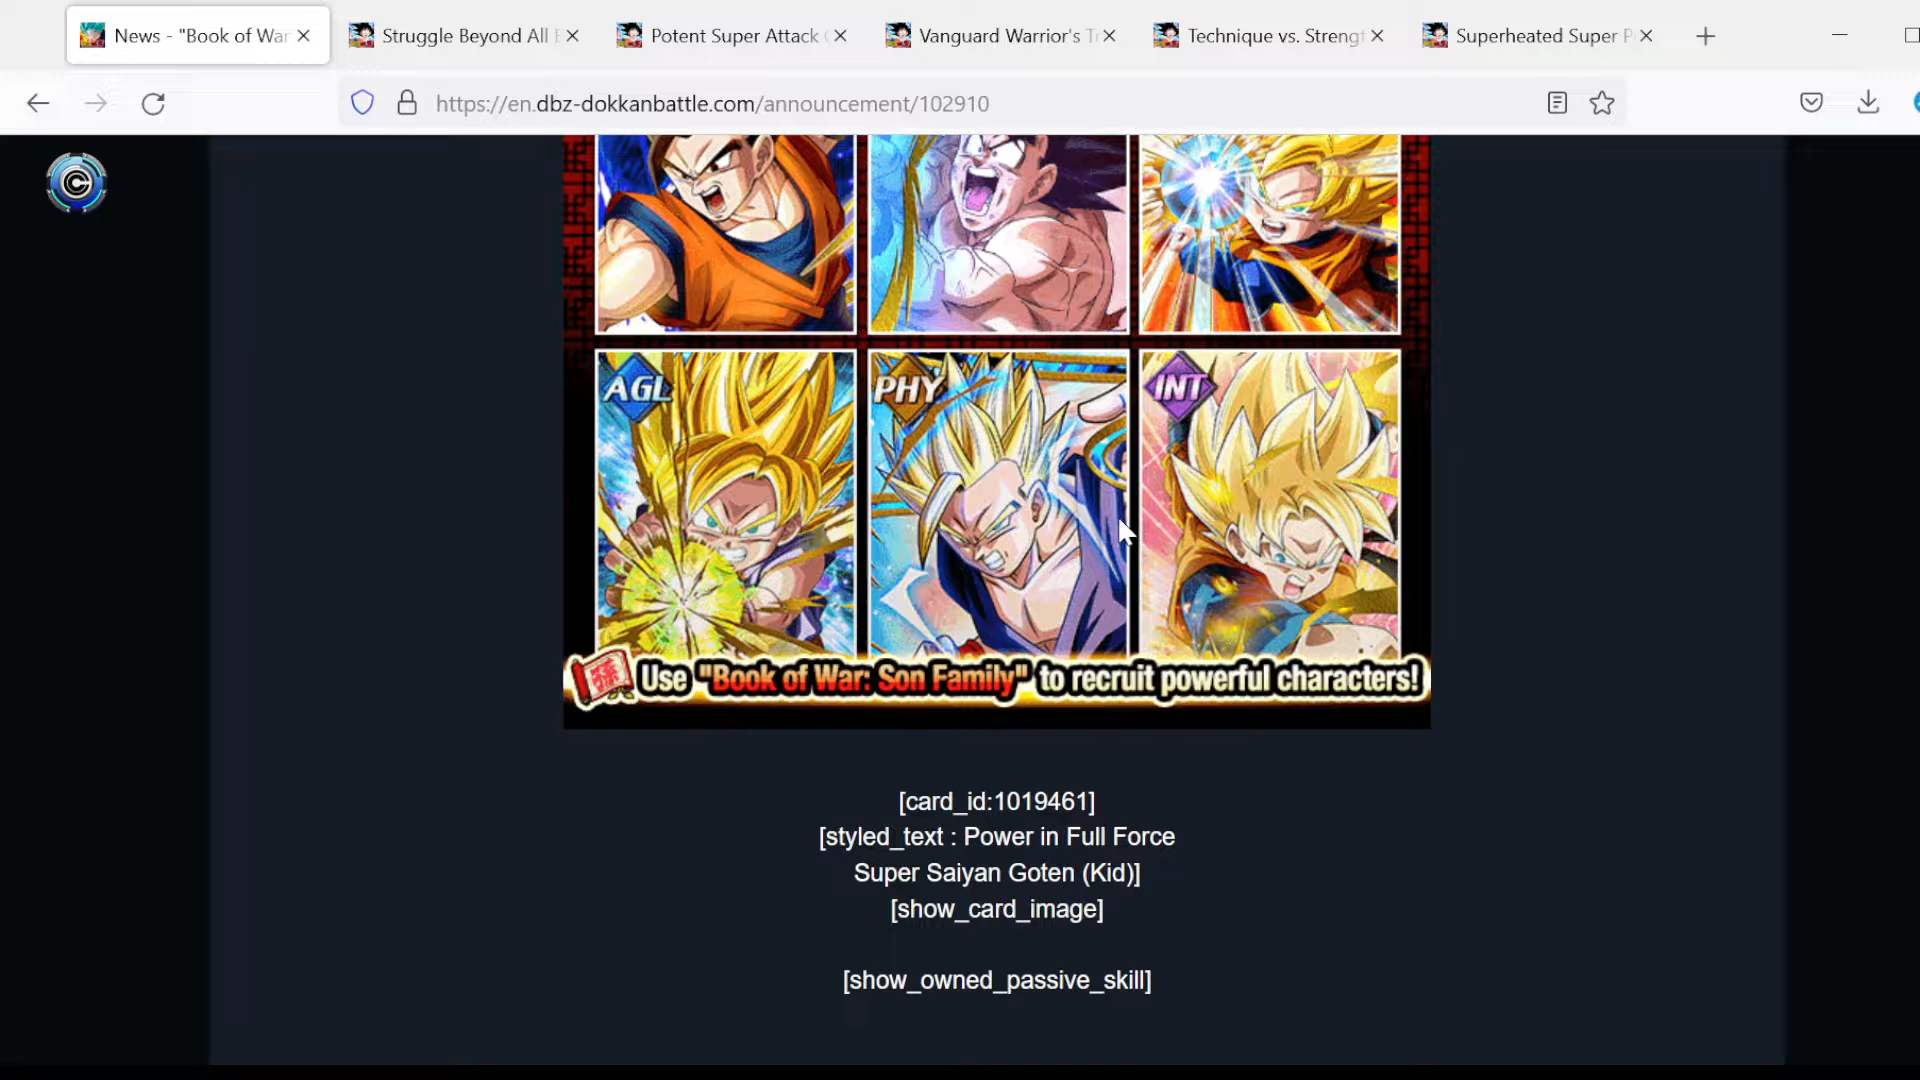 News - "Book of War
Struggle Beyond All
Potent Super Attack
Vanguard Warrior's T
Technique vs. Strengt
Superheated Super P
https://en.dbz-dokkanbattle.com/announcement/102910
AGL
PHY
INT
孫
Use "Book of War: Son Family" to recruit powerful characters!
[card_id:1019461]
[styled_text : Power in Full Force
Super Saiyan Goten (Kid)]
[show_card_image]
[show_owned_passive_skill]